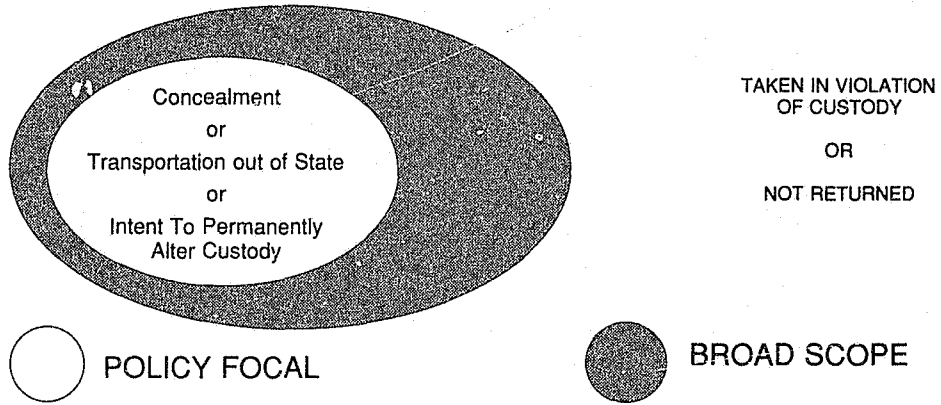 Concealment
or
Transportation out of State
or
Intent To Permanently
Alter Custody
TAKEN IN VIOLATION
OF CUSTODY
OR
NOT RETURNED
POLICY FOCAL
BROAD SCOPE